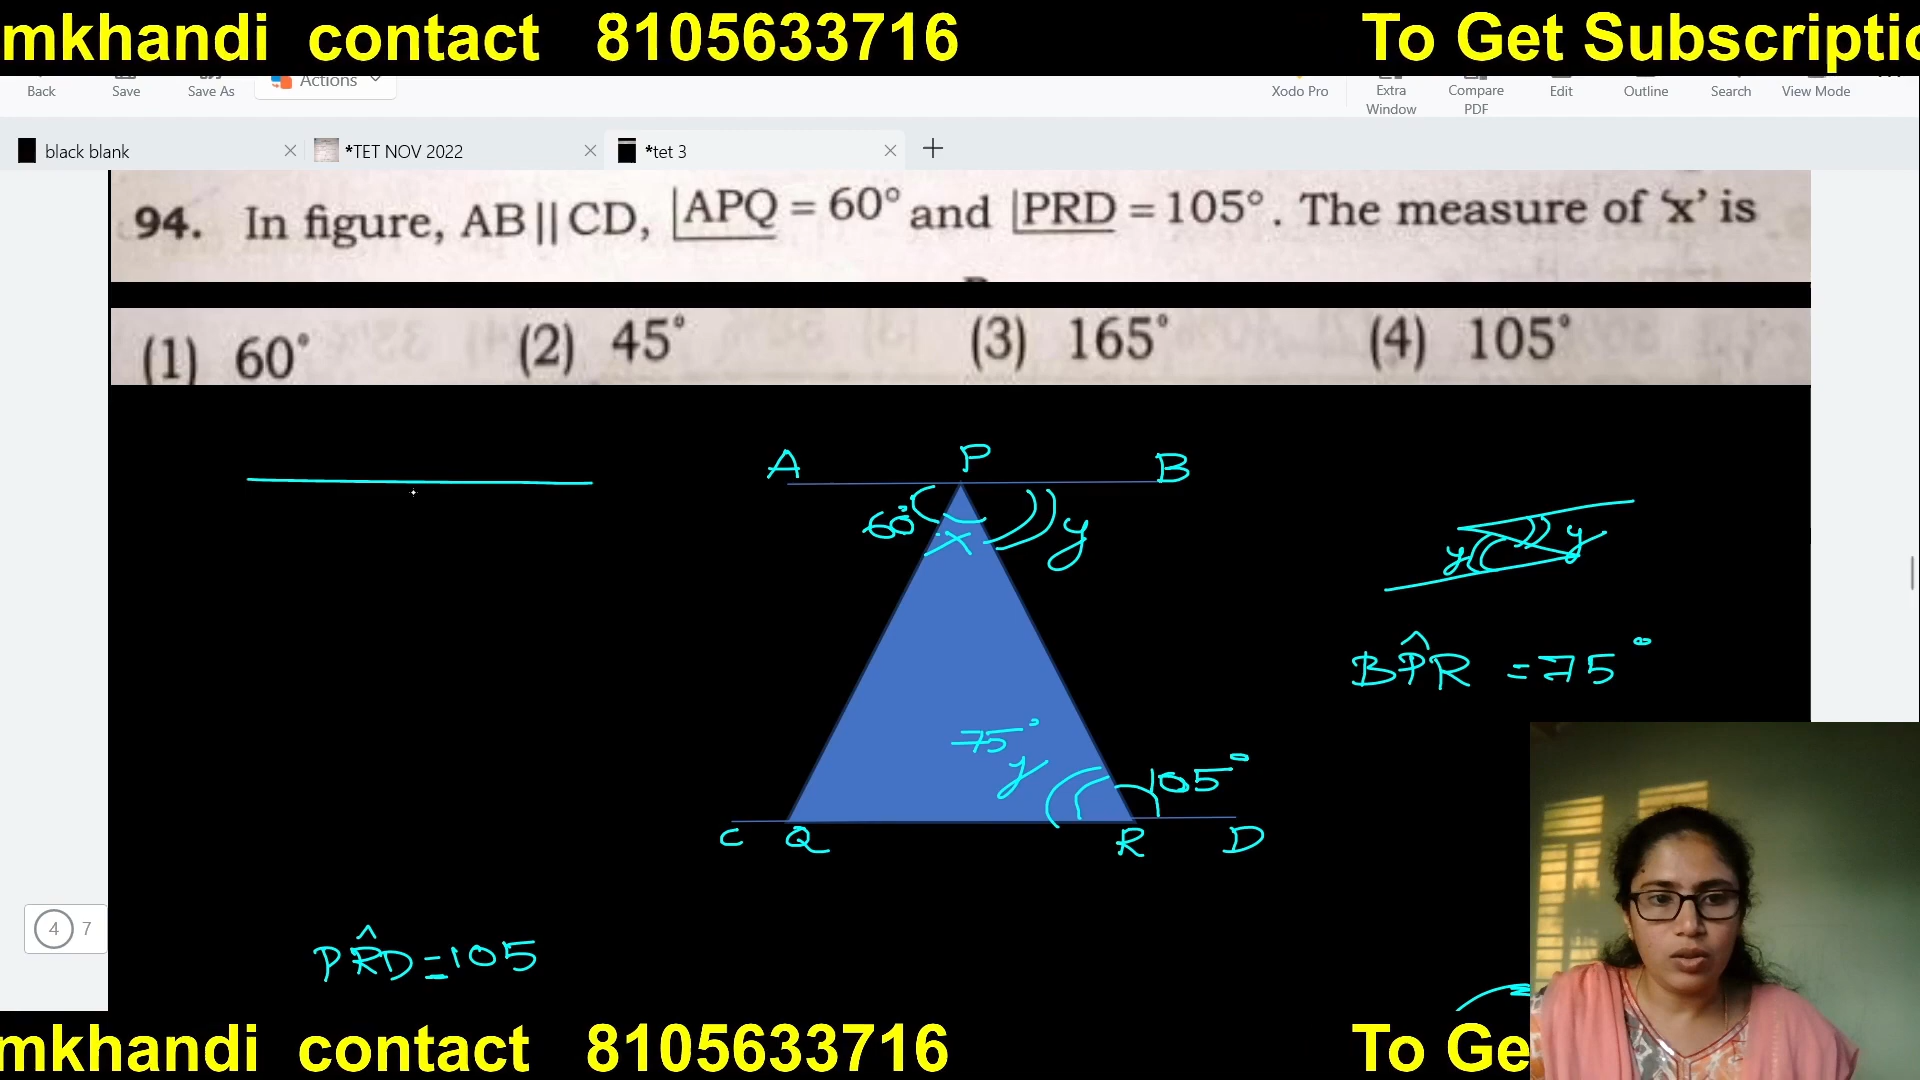 mkhandi contact 8105633716 To Get Subscriptio
Back Save Save As Actions Xodo Pro Extra Window Compare PDF Edit Outline Search View Mode
black blank *TET NOV 2022 *tet 3
94. In figure, AB || CD, ∠APQ = 60° and ∠PRD = 105°. The measure of ‘x’ is
(1) 60° (2) 45° (3) 165° (4) 105°
A P B
60° x y
y y
BP̂R = 75°
75°
y 105°
C Q R D
4 7
PR̂D = 105
mkhandi contact 8105633716 To Ge